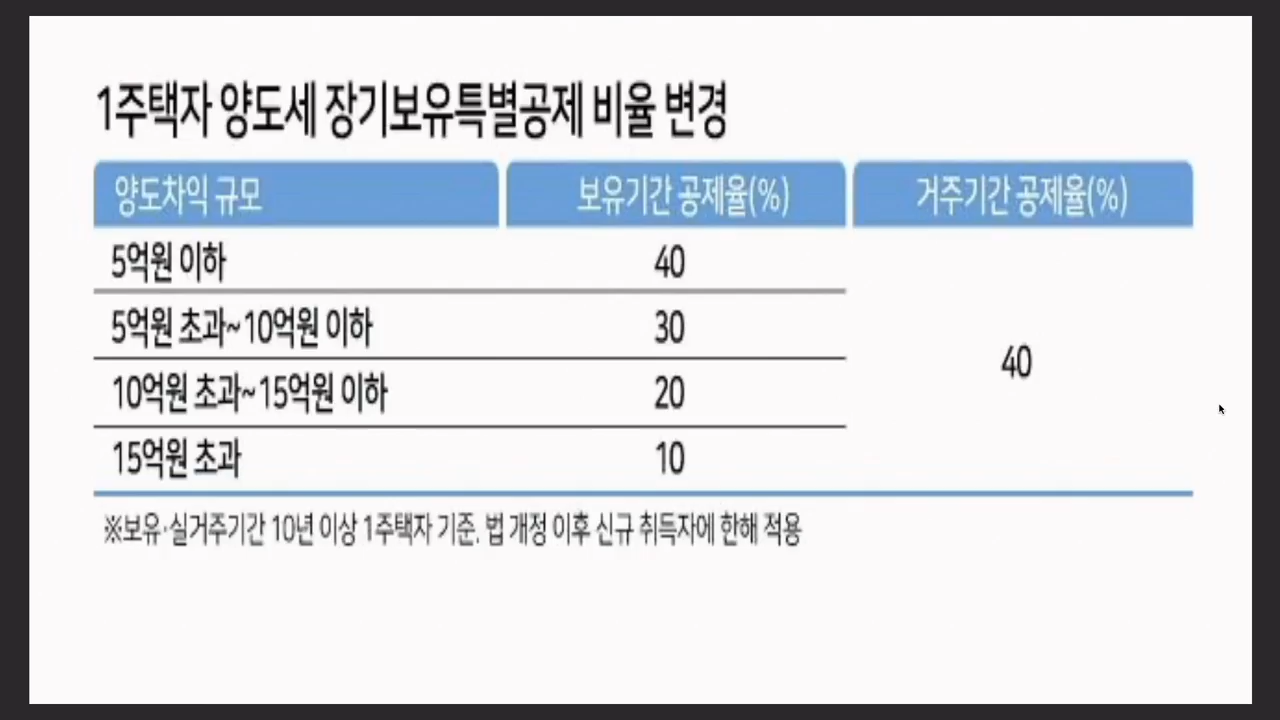 1주택자 양도세 장기보유특별공제 비율 변경
양도차익 규모 보유기간 공제율(%) 거주기간 공제율(%)
5억원 이하 40
5억원 초과~10억원 이하 30
40
10억원 초과~15억원 이하 20
15억원 초과 10
※보유·실거주기간 10년 이상 1주택자 기준. 법 개정 이후 신규 취득자에 한해 적용